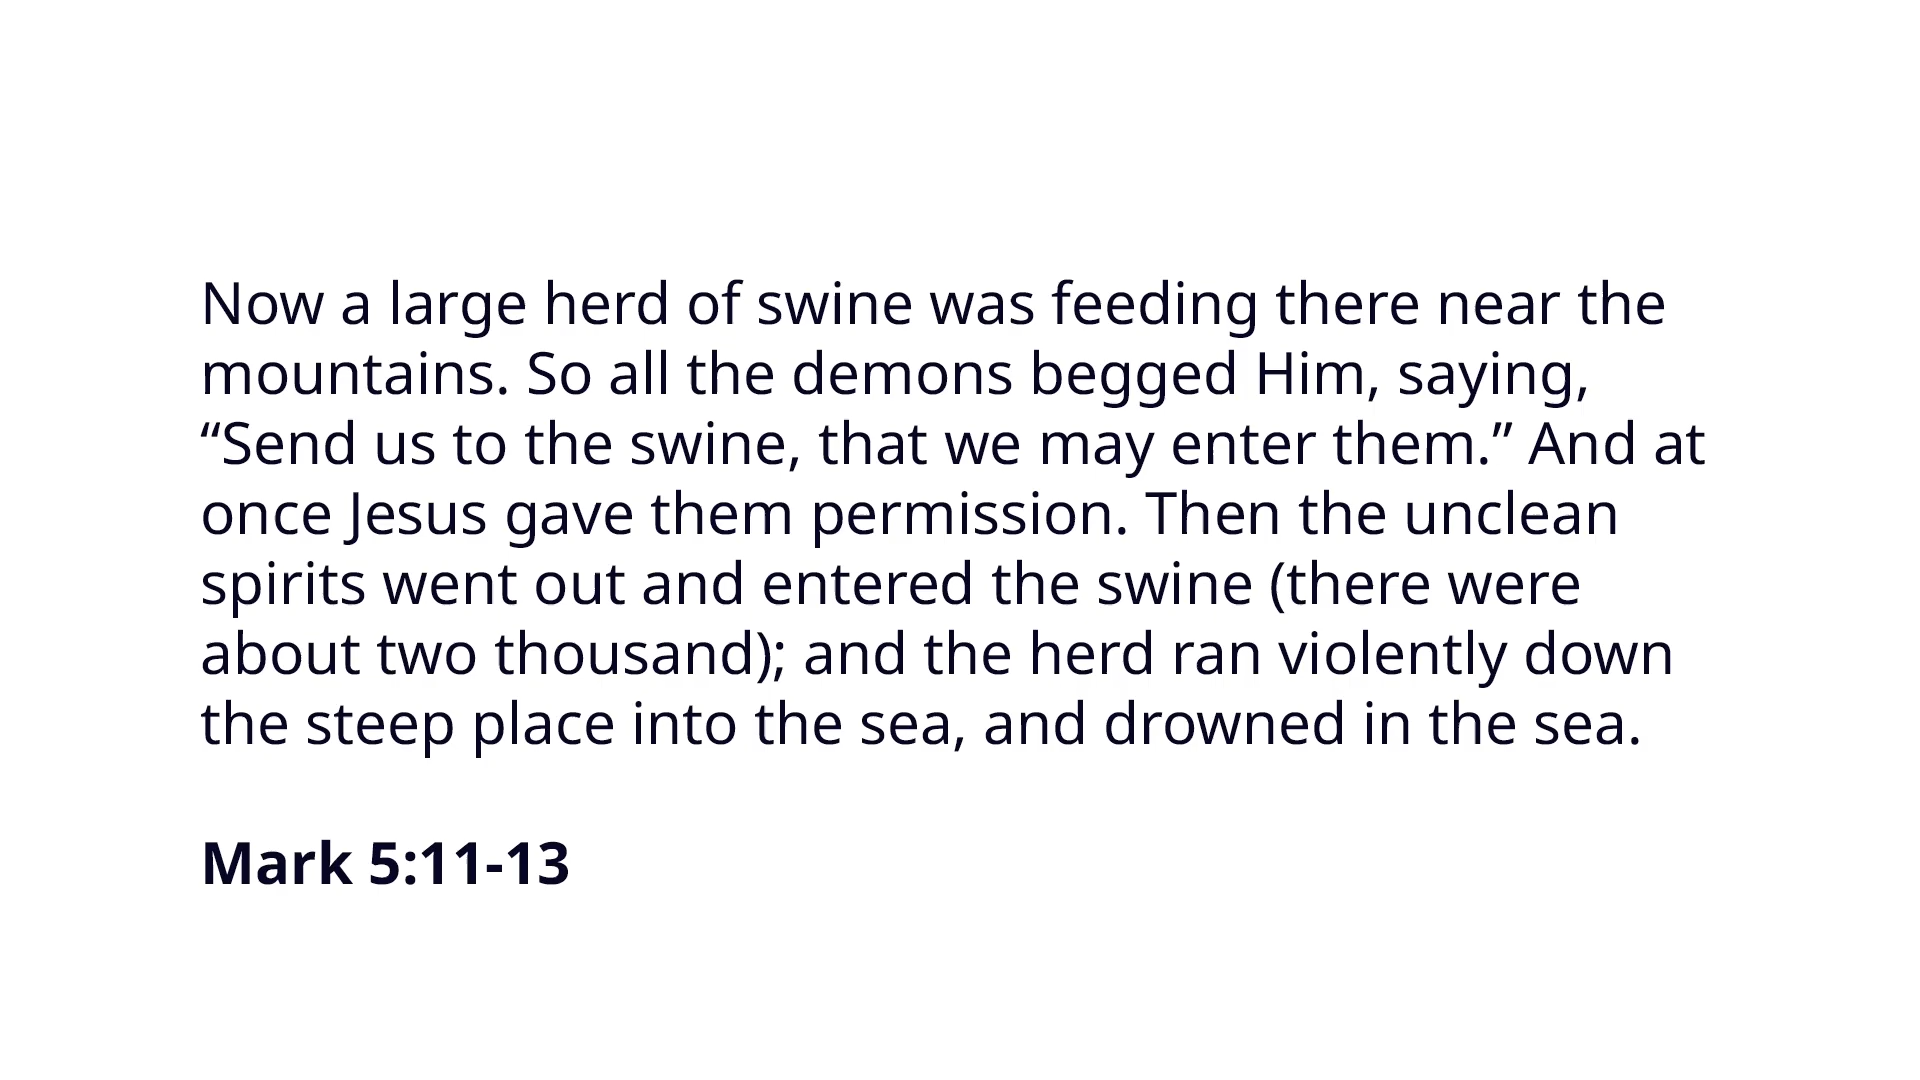 Now a large herd of swine was feeding there near the
mountains. So all the demons begged Him, saying,
“Send us to the swine, that we may enter them.” And at
once Jesus gave them permission. Then the unclean
spirits went out and entered the swine (there were
about two thousand); and the herd ran violently down
the steep place into the sea, and drowned in the sea.
Mark 5:11-13